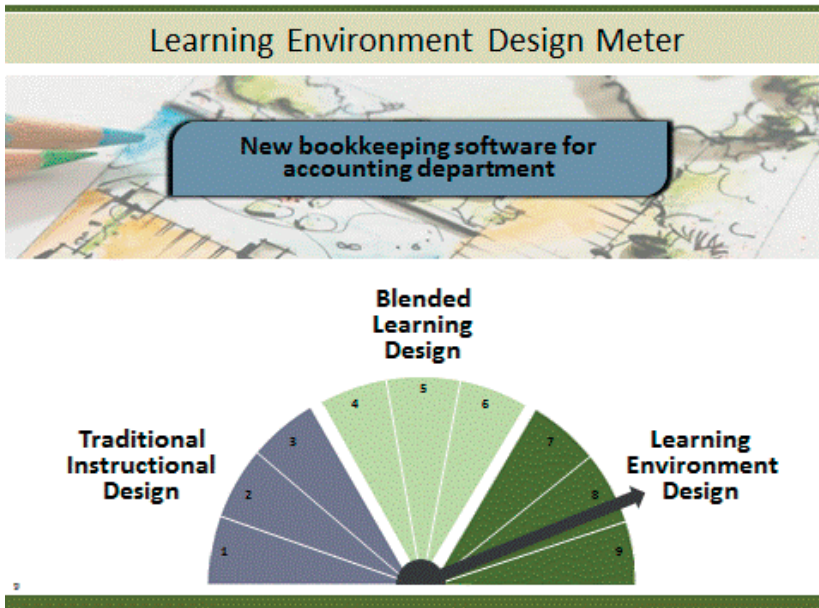 Learning Environment Design Meter
New bookkeeping software for
accounting department
Blended
Learning
Design
Traditional
Instructional
Design
Learning
Environment
Design
1
2
3
4
5
6
7
8
9
9